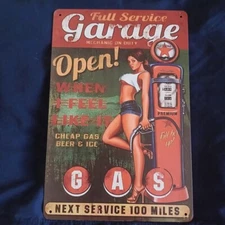 Full Service
Garage
MECHANIC ON DUTY
Open!
WHEN
I FEEL
LIKE IT
CHEAP GAS
BEER & ICE
PREMIUM
GAS
NEXT SERVICE 100 MILES